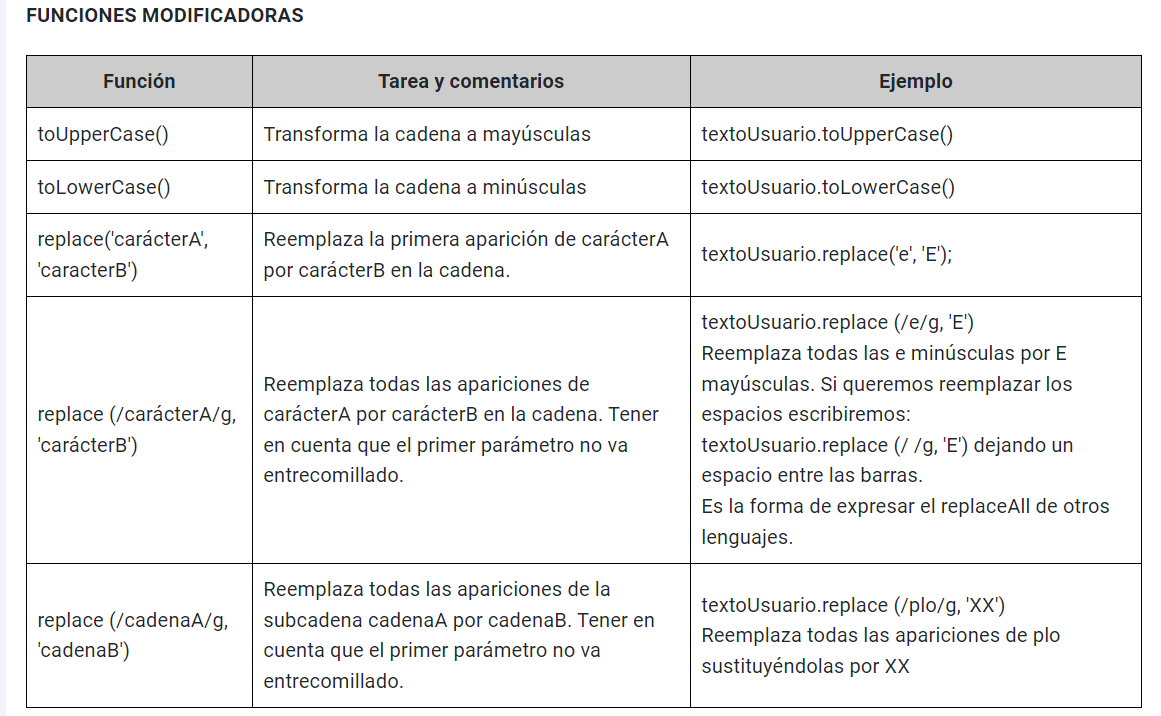 FUNCIONES MODIFICADORAS
Función
Tarea y comentarios
Ejemplo
toUpperCase()
Transforma la cadena a mayúsculas
textoUsuario.toUpperCase()
toLowerCase()
Transforma la cadena a minúsculas
textoUsuario.toLowerCase()
replace('carácterA',
'caracterB')
Reemplaza la primera aparición de carácterA
por carácterB en la cadena.
textoUsuario.replace('e', 'E');
replace (/carácterA/g,
'carácterB')
Reemplaza todas las apariciones de
carácterA por carácterB en la cadena. Tener
en cuenta que el primer parámetro no va
entrecomillado.
textoUsuario.replace (/e/g, 'E')
Reemplaza todas las e minúsculas por E
mayúsculas. Si queremos reemplazar los
espacios escribiremos:
textoUsuario.replace (/ /g, 'E') dejando un
espacio entre las barras.
Es la forma de expresar el replaceAll de otros
lenguajes.
replace (/cadenaA/g,
'cadenaB')
Reemplaza todas las apariciones de la
subcadena cadenaA por cadenaB. Tener en
cuenta que el primer parámetro no va
entrecomillado.
textoUsuario.replace (/plo/g, 'XX')
Reemplaza todas las apariciones de plo
sustituyéndolas por XX